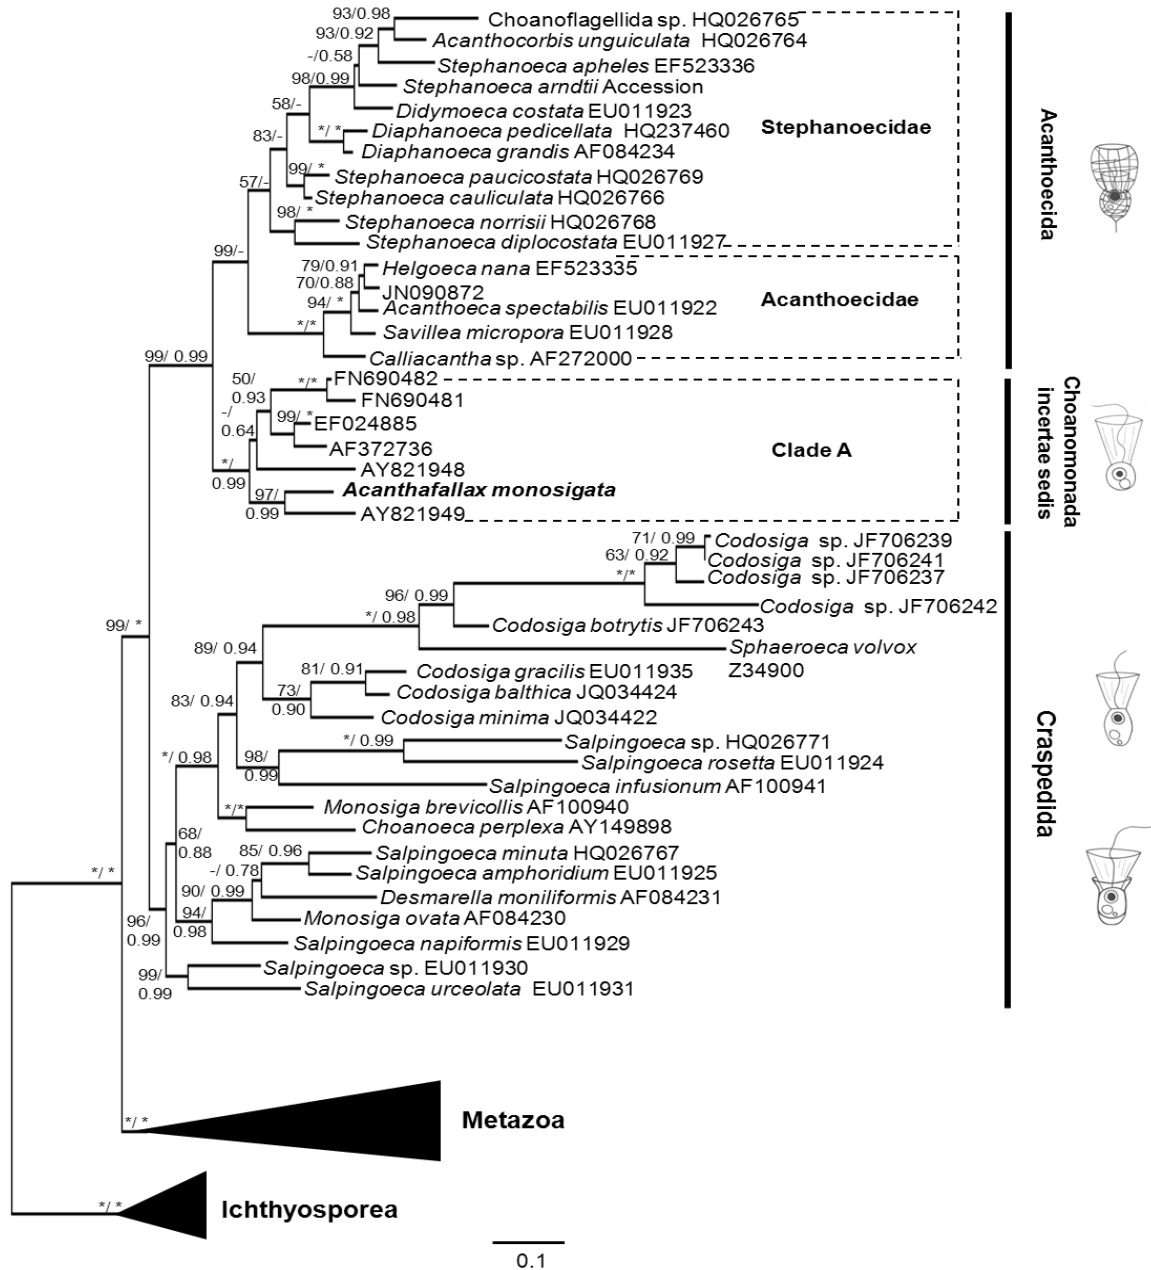 93/0.98
Choanoflagellida sp. HQ026765
93/0.92
Acanthocorbis unguiculata HQ026764
-/0.58
Stephanoeca apheles EF523336
98/0.99
Stephanoeca arndtii Accession
58/-
Didymoeca costata EU011923
*/ *
Diaphanoeca pedicellata HQ237460
Stephanoecidae
83/-
Diaphanoeca grandis AF084234
99/ *
Stephanoeca paucicostata HQ026769
57/-
Stephanoeca cauliculata HQ026766
98/ *
Stephanoeca norrisii HQ026768
Stephanoeca diplocostata EU011927
99/-
79/0.91
Helgoeca nana EF523335
70/0.88
JN090872
94/ *
Acanthoeca spectabilis EU011922
Acanthoecidae
*/*
Savillea micropora EU011928
Calliacantha sp. AF272000
Acanthoecida
99/ 0.99
50/
0.93
*/*
FN690482
FN690481
-/
0.64
99/ *
EF024885
AF372736
Clade A
*/
0.99
AY821948
97/
0.99
Acanthafallax monosigata
AY821949
Choanomonada
incertae sedis
71/ 0.99
Codosiga sp. JF706239
63/ 0.92
Codosiga sp. JF706241
*/*
Codosiga sp. JF706237
96/ 0.99
Codosiga sp. JF706242
*/ 0.98
Codosiga botrytis JF706243
99/ *
89/ 0.94
Sphaeroeca volvox
Z34900
81/ 0.91
Codosiga gracilis EU011935
73/
0.90
Codosiga balthica JQ034424
83/ 0.94
Codosiga minima JQ034422
*/ 0.99
Salpingoeca sp. HQ026771
*/ 0.98
98/
0.99
Salpingoeca rosetta EU011924
Salpingoeca infusionum AF100941
*/*
Monosiga brevicollis AF100940
Choanoeca perplexa AY149898
68/
0.88
85/ 0.96
Salpingoeca minuta HQ026767
-/ 0.78
Salpingoeca amphoridium EU011925
*/ *
90/ 0.99
Desmarella moniliformis AF084231
94/
0.98
Monosiga ovata AF084230
96/
0.99
Salpingoeca napiformis EU011929
99/
0.99
Salpingoeca sp. EU011930
Salpingoeca urceolata EU011931
Craspedida
*/ *
Metazoa
*/ *
Ichthyosporea
0.1